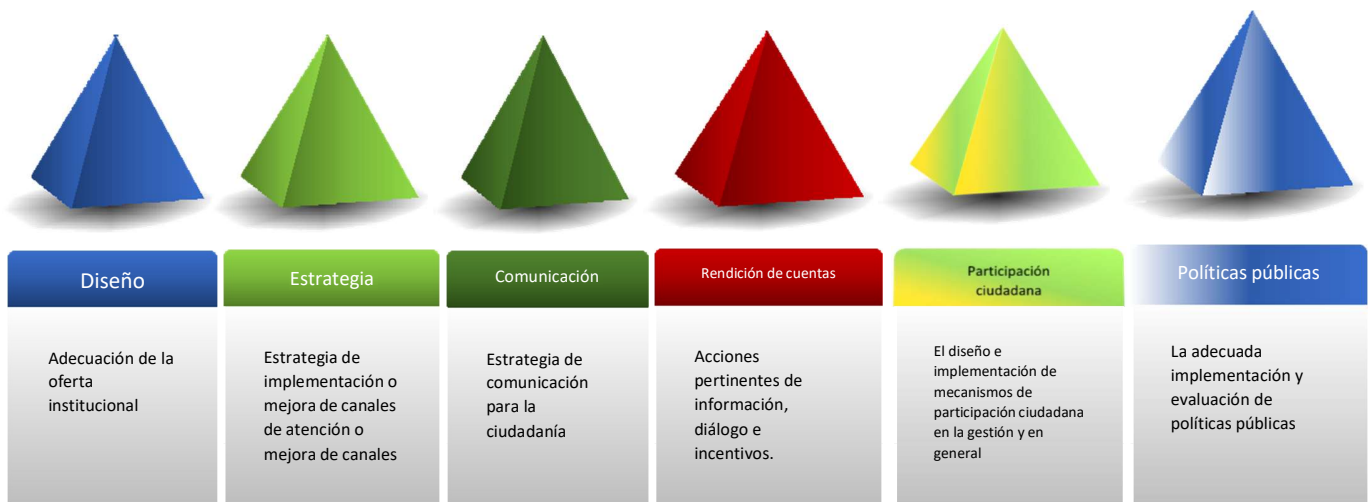 Diseño
Adecuación de la
oferta
institucional
Estrategia
Estrategia de
implementación o
mejora de canales
de atención o
mejora de canales
Comunicación
Estrategia de
comunicación
para la
ciudadanía
Rendición de cuentas
Acciones
pertinentes de
información,
diálogo e
incentivos.
Participación
ciudadana
El diseño e
implementación de
mecanismos de
participación ciudadana
en la gestión y en
general
Políticas públicas
La adecuada
implementación y
evaluación de
políticas públicas